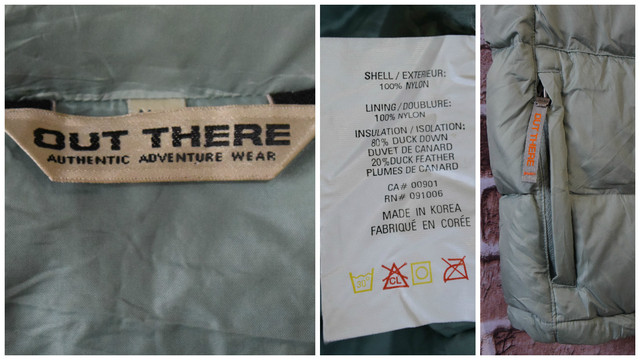 OUT THERE
AUTHENTIC ADVENTURE WEAR
SHELL / EXTEREUR:
100% NYLON
LINING / DOUBLURE:
100% NYLON
INSULATION / ISOLATION:
80% DUCK DOWN
DUVET DE CANARD
20% DUCK FEATHER
PLUMES DE CANARD
CA# 00901
RN# 091006
MADE IN KOREA
FABRIQUÉ EN CORÉE
CL
OUT THERE